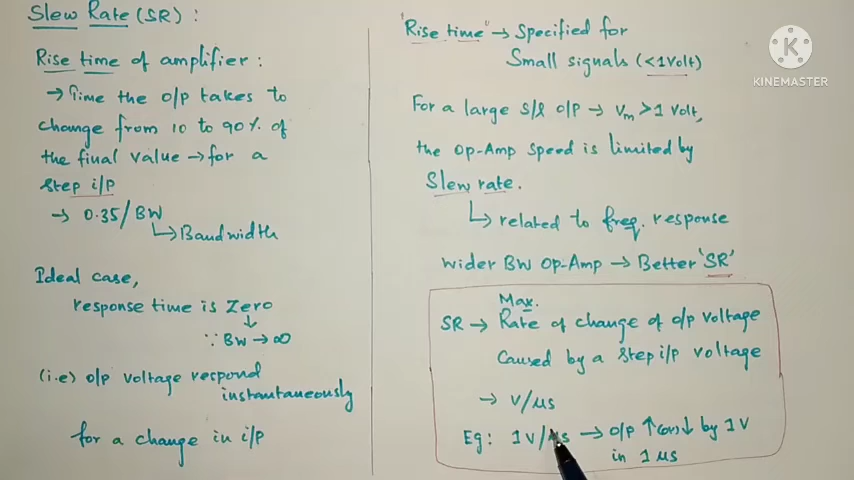 Slew Rate (SR) :
Rise time of amplifier :
→ Time the o/p takes to
change from 10 to 90% of
the final value → for a
step i/p
→ 0.35/BW
↳ Bandwidth
Ideal case,
response time is Zero
↓
∵ BW → ∞
(i.e) o/p voltage respond
instantaneously
for a change in i/p
"Rise time" → Specified for
Small signals (<1Volt)
For a large s/l o/p → Vm > 1 Volt,
the Op-Amp speed is limited by
Slew rate.
↳ related to freq. response
wider BW Op-Amp → Better 'SR'
Max.
SR → Rate of change of o/p voltage
Caused by a step i/p voltage
→ V/μs
Eg: 1V/μs → o/p ↑ (or) ↓ by 1V
in 1 μs
K
KINEMASTER